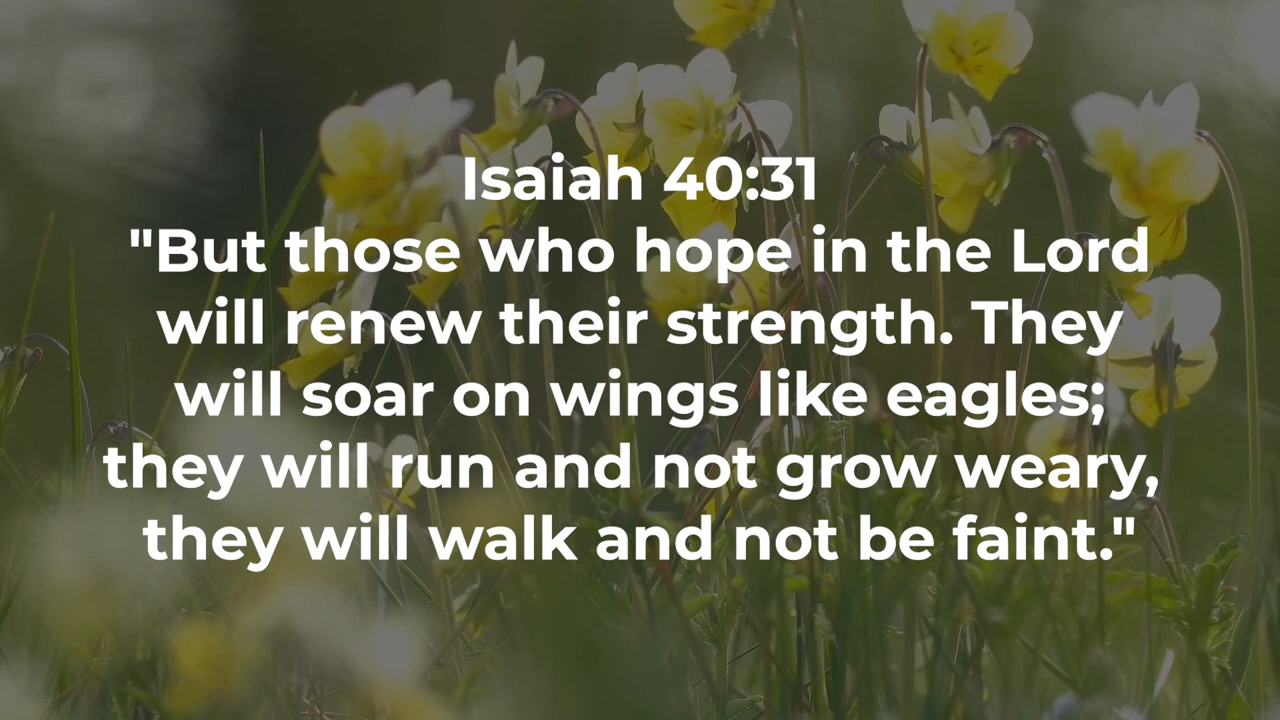 Isaiah 40:31
"But those who hope in the Lord
will renew their strength. They
will soar on wings like eagles;
they will run and not grow weary,
they will walk and not be faint."